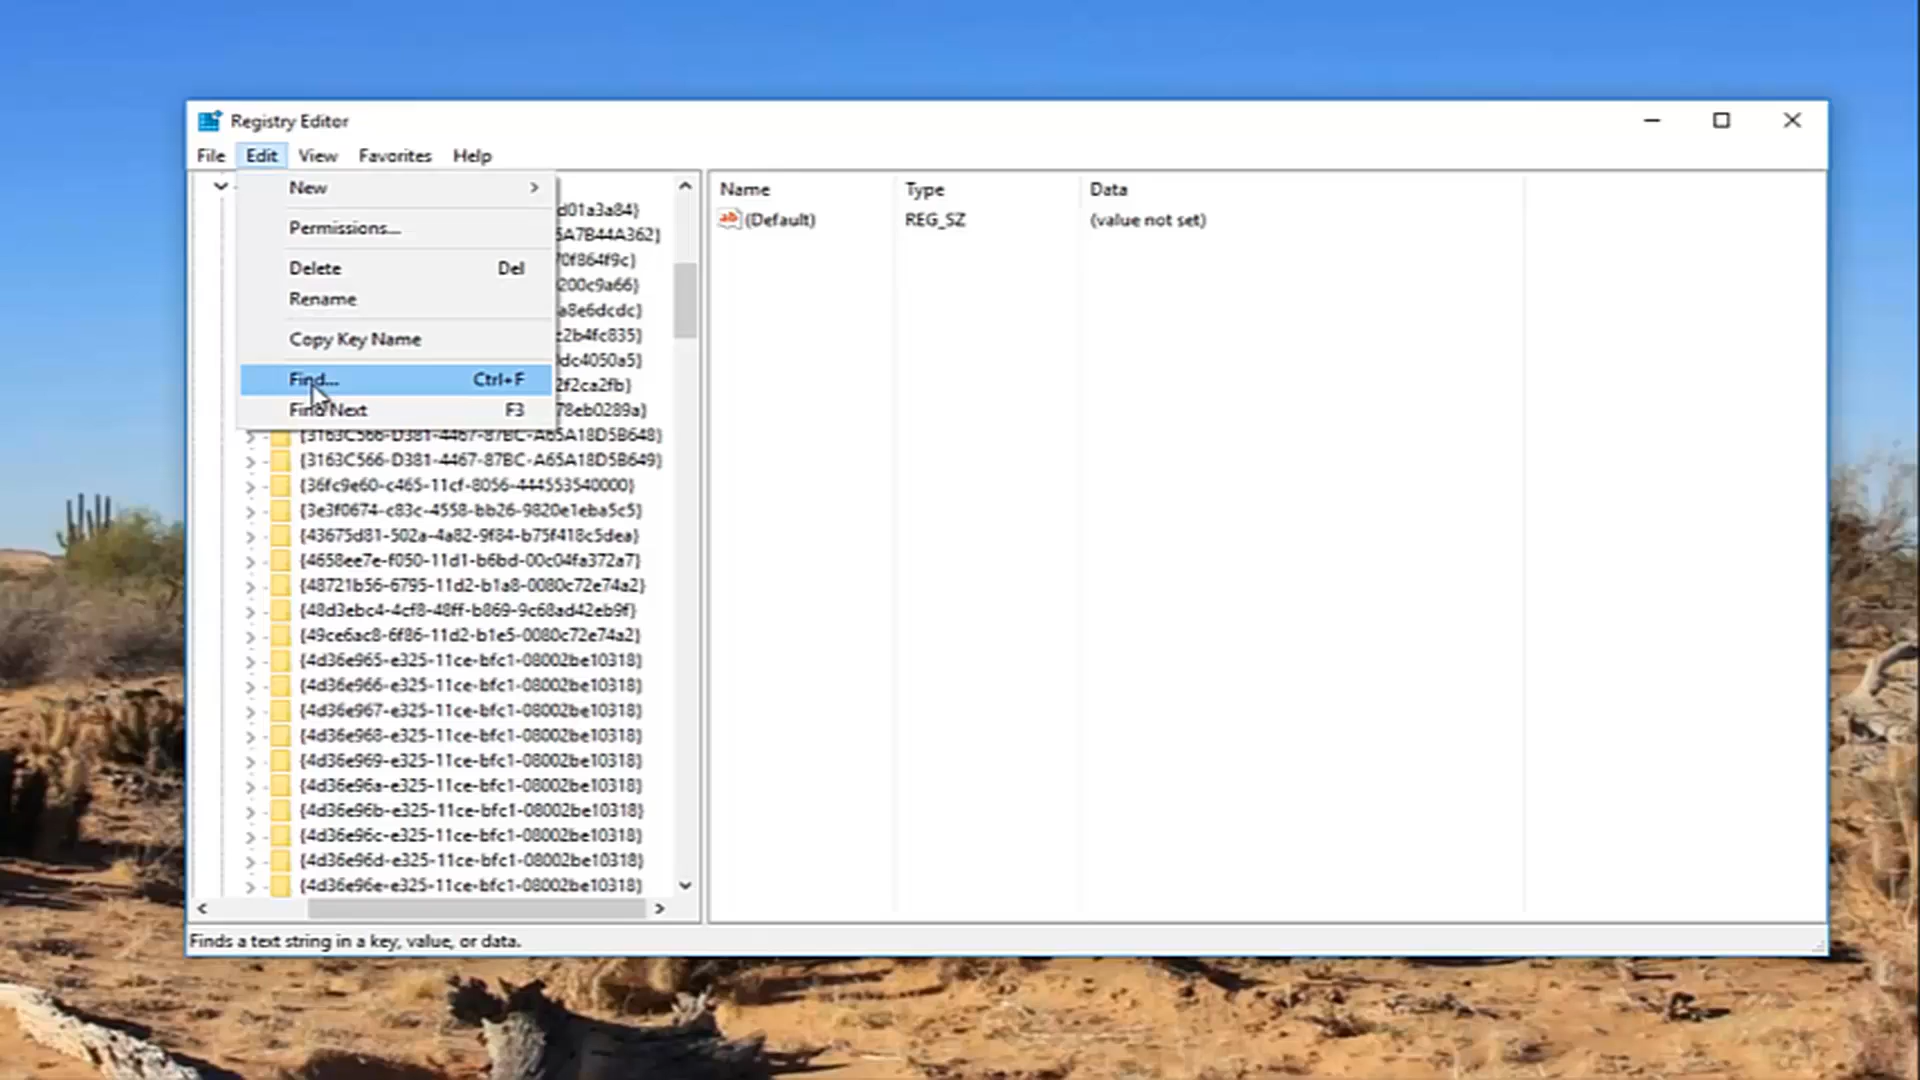 Registry Editor
File Edit View Favorites Help
New
Permissions...
Delete Del
Rename
Copy Key Name
Find... Ctrl+F
Find Next F3
d01a3a84}
5A7B44A362}
70f864f9c}
200c9a66}
a8e6dcdc}
c2b4fc835}
dc4050a5}
2f2ca2fb}
78eb0289a}
{3163C566-D381-4467-87BC-A65A18D5B648}
{3163C566-D381-4467-87BC-A65A18D5B649}
{36fc9e60-c465-11cf-8056-444553540000}
{3e3f0674-c83c-4558-bb26-9820e1eba5c5}
{43675d81-502a-4a82-9f84-b75f418c5dea}
{4658ee7e-f050-11d1-b6bd-00c04fa372a7}
{48721b56-6795-11d2-b1a8-0080c72e74a2}
{48d3ebc4-4cf8-48ff-b869-9c68ad42eb9f}
{49ce6ac8-6f86-11d2-b1e5-0080c72e74a2}
{4d36e965-e325-11ce-bfc1-08002be10318}
{4d36e966-e325-11ce-bfc1-08002be10318}
{4d36e967-e325-11ce-bfc1-08002be10318}
{4d36e968-e325-11ce-bfc1-08002be10318}
{4d36e969-e325-11ce-bfc1-08002be10318}
{4d36e96a-e325-11ce-bfc1-08002be10318}
{4d36e96b-e325-11ce-bfc1-08002be10318}
{4d36e96c-e325-11ce-bfc1-08002be10318}
{4d36e96d-e325-11ce-bfc1-08002be10318}
{4d36e96e-e325-11ce-bfc1-08002be10318}
Name Type Data
(Default) REG_SZ (value not set)
Finds a text string in a key, value, or data.